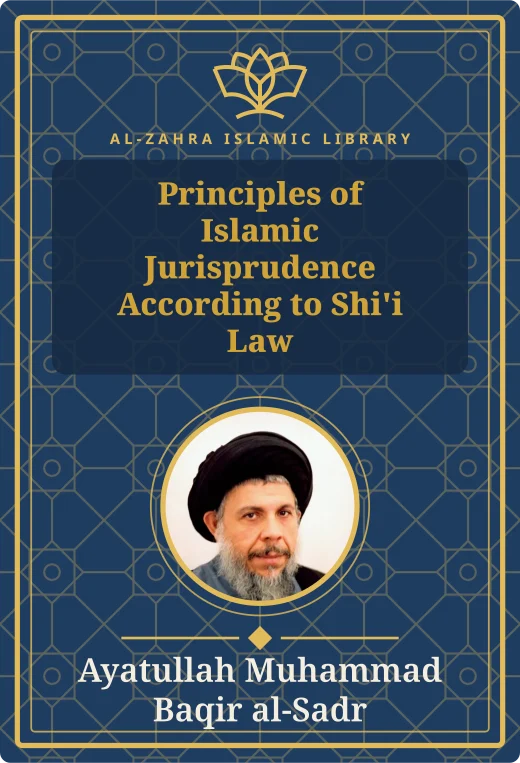 AL-ZAHRA ISLAMIC LIBRARY
Principles of
Islamic
Jurisprudence
According to Shi'i
Law
Ayatullah Muhammad
Baqir al-Sadr